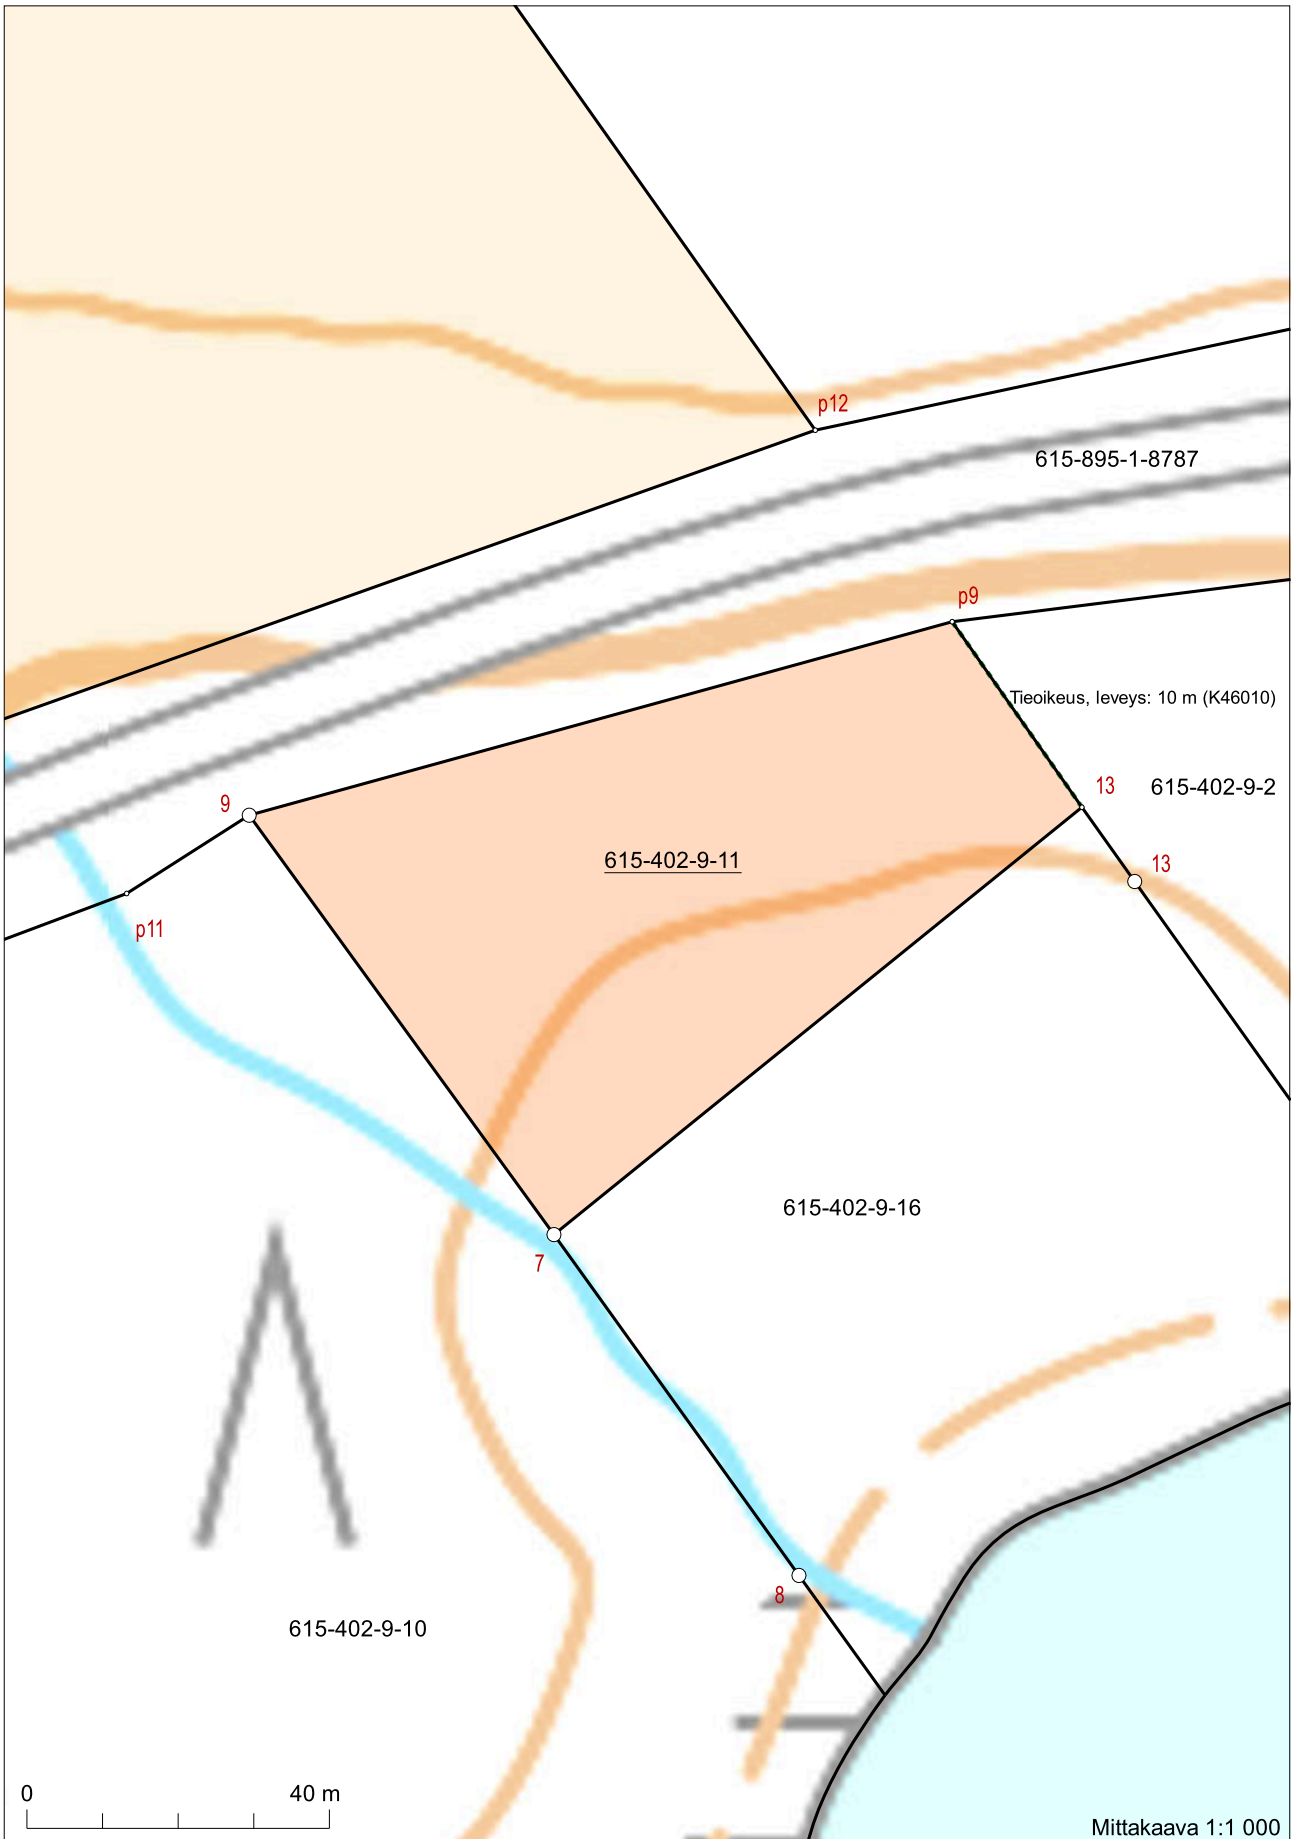 p12
615-895-1-8787
p9
Tieoikeus, leveys: 10 m (K46010)
13
615-402-9-2
9
615-402-9-11
13
p11
615-402-9-16
7
8
615-402-9-10
0 40 m
Mittakaava 1:1 000